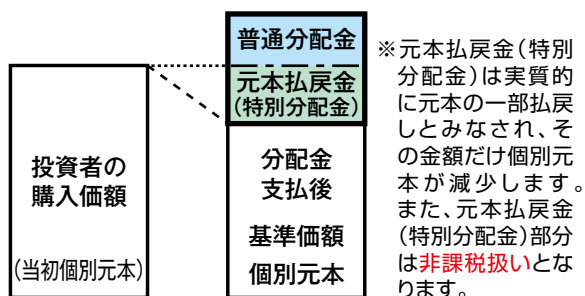 投資者の
購入価額
(当初個別元本)
普通分配金
元本払戻金
(特別分配金)
分配金
支払後
基準価額
個別元本
※元本払戻金(特別
分配金)は実質的
に元本の一部払戻
しとみなされ、そ
の金額だけ個別元
本が減少します。
また、元本払戻金
(特別分配金)部分
は非課税扱いとな
ります。